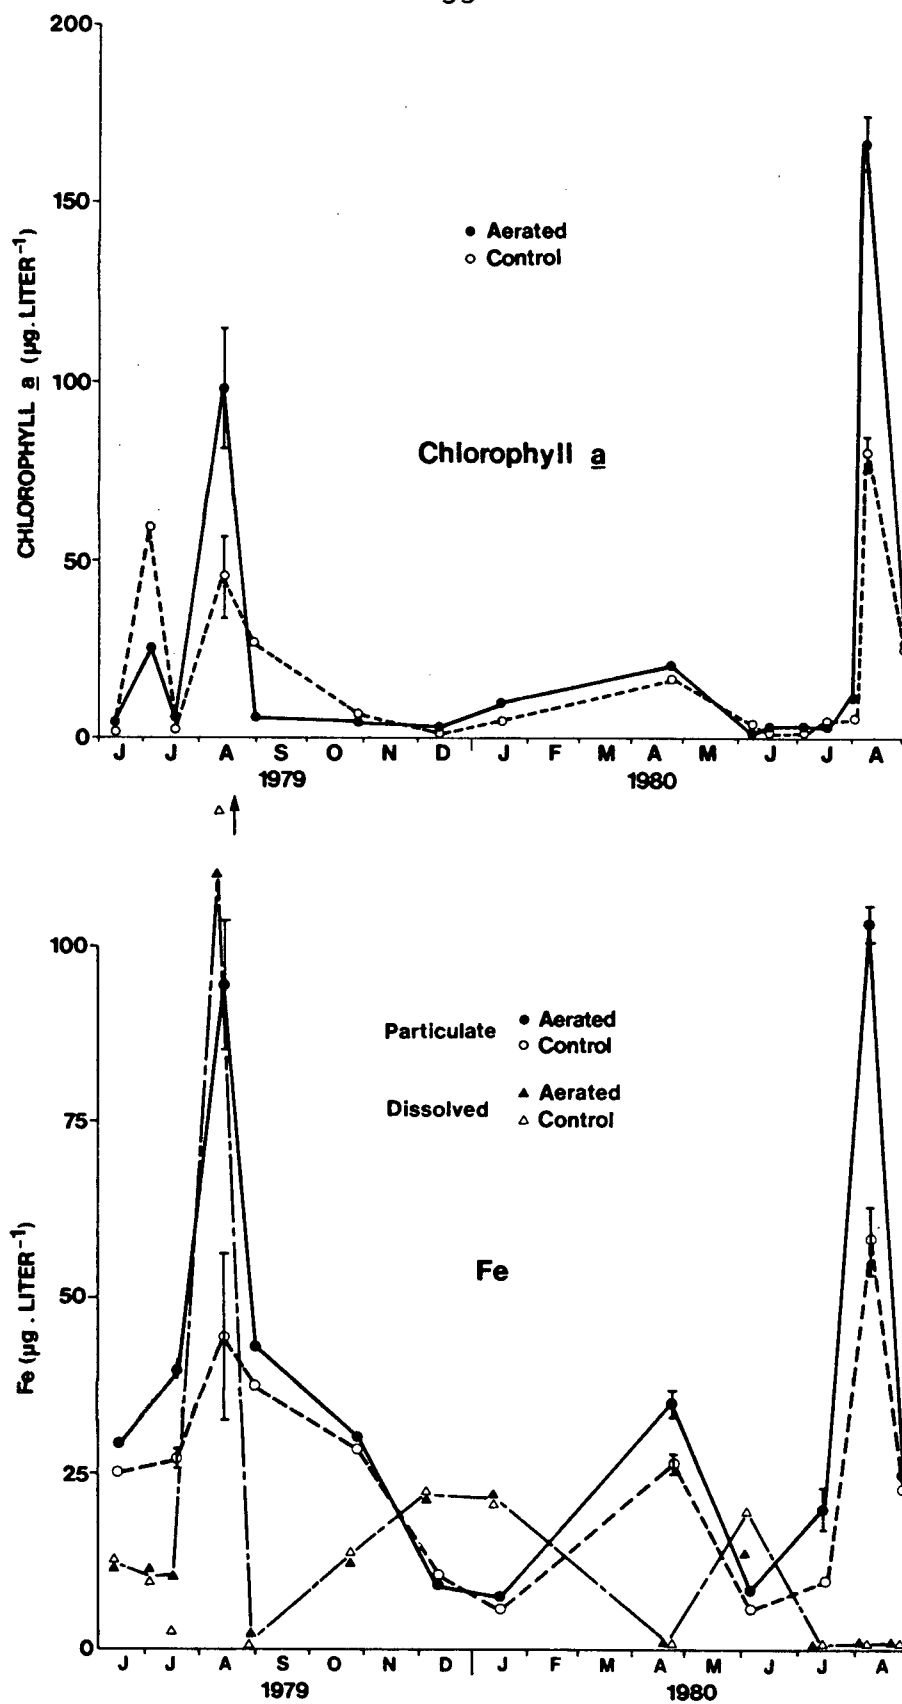 200
150
100
50
0
CHLOROPHYLL a (µg. LITER⁻¹)
Aerated
Control
Chlorophyll a
J J A S O N D J F M A M J J A
1979 1980
100
75
50
25
0
Fe (µg . LITER⁻¹)
Particulate
Aerated
Control
Dissolved
Aerated
Control
Fe
J J A S O N D J F M A M J J A
1979 1980